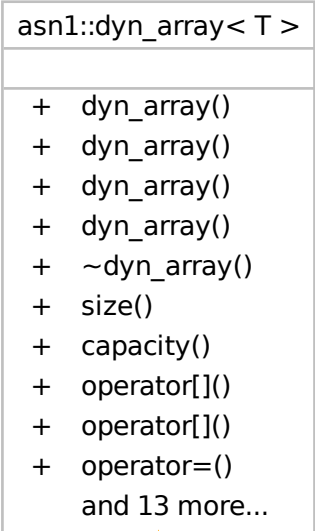 asn1::dyn_array< T >
+ dyn_array()
+ dyn_array()
+ dyn_array()
+ dyn_array()
+ ~dyn_array()
+ size()
+ capacity()
+ operator[]()
+ operator[]()
+ operator=()
and 13 more...